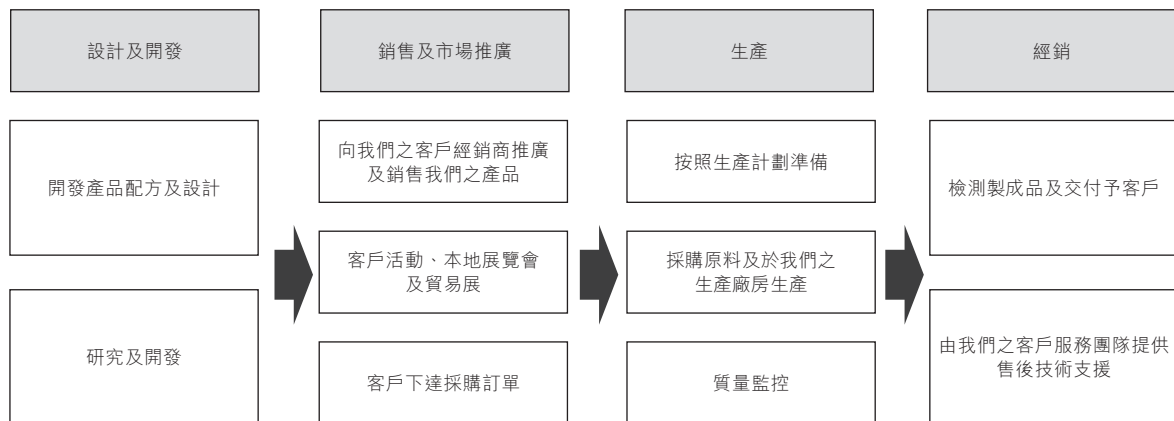 設計及開發
銷售及市場推廣
生產
經銷
開發產品配方及設計
研究及開發
向我們之客戶經銷商推廣
及銷售我們之產品
客戶活動、本地展覽會
及貿易展
客戶下達採購訂單
按照生產計劃準備
採購原料及於我們之
生產廠房生產
質量監控
檢測製成品及交付予客戶
由我們之客戶服務團隊提供
售後技術支援